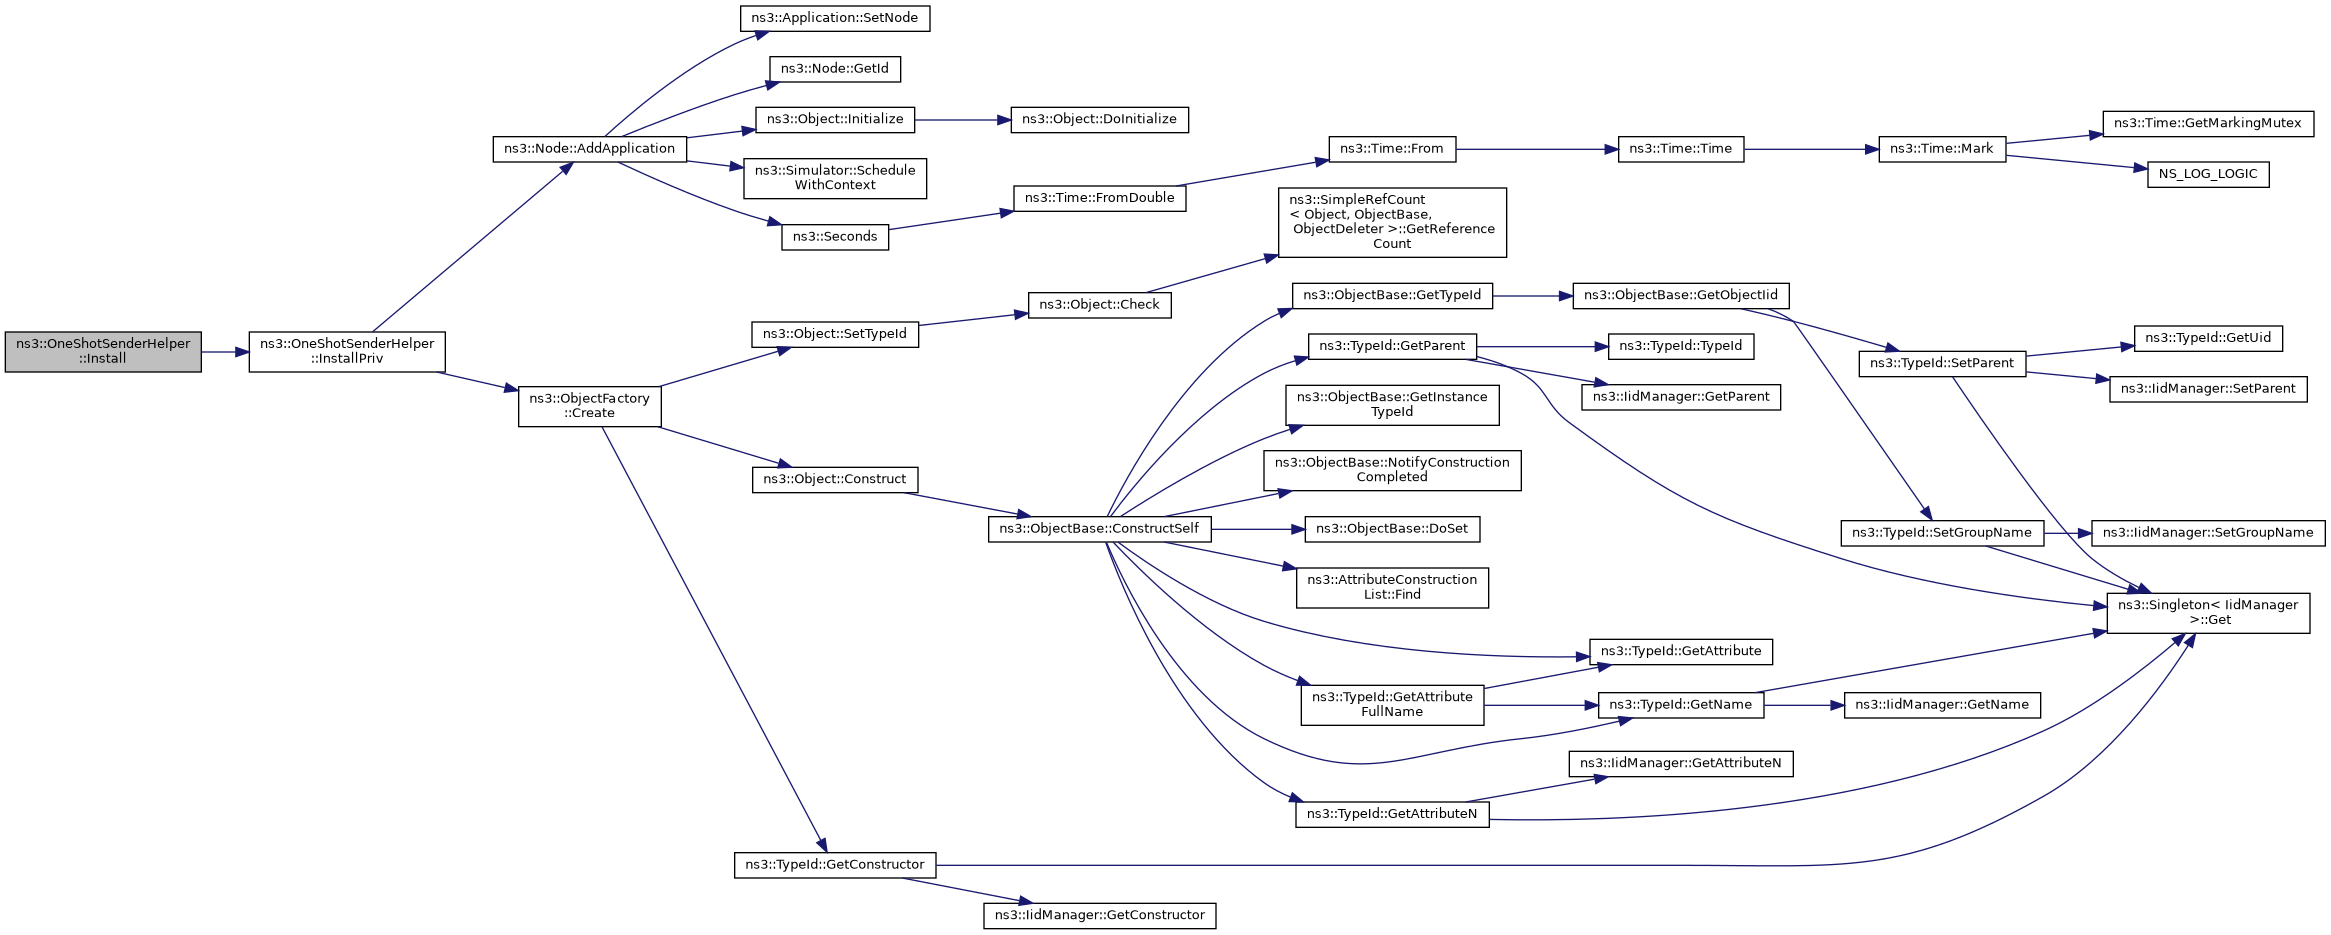 ns3::Application::SetNode
ns3::Node::GetId
ns3::Object::Initialize
ns3::Object::DoInitialize
ns3::Time::GetMarkingMutex
ns3::Node::AddApplication
ns3::Time::From
ns3::Time::Time
ns3::Time::Mark
ns3::Simulator::Schedule
WithContext
NS_LOG_LOGIC
ns3::Time::FromDouble
ns3::SimpleRefCount
< Object, ObjectBase,
ObjectDeleter >::GetReference
Count
ns3::Seconds
ns3::ObjectBase::GetTypeId
ns3::ObjectBase::GetObjectIid
ns3::Object::Check
ns3::Object::SetTypeId
ns3::OneShotSenderHelper
::Install
ns3::OneShotSenderHelper
::InstallPriv
ns3::TypeId::GetParent
ns3::TypeId::TypeId
ns3::TypeId::GetUid
ns3::TypeId::SetParent
ns3::IidManager::SetParent
ns3::IidManager::GetParent
ns3::ObjectFactory
::Create
ns3::ObjectBase::GetInstance
TypeId
ns3::ObjectBase::NotifyConstruction
Completed
ns3::Object::Construct
ns3::ObjectBase::ConstructSelf
ns3::ObjectBase::DoSet
ns3::TypeId::SetGroupName
ns3::IidManager::SetGroupName
ns3::AttributeConstruction
List::Find
ns3::Singleton< IidManager
>::Get
ns3::TypeId::GetAttribute
ns3::TypeId::GetAttribute
FullName
ns3::TypeId::GetName
ns3::IidManager::GetName
ns3::IidManager::GetAttributeN
ns3::TypeId::GetAttributeN
ns3::TypeId::GetConstructor
ns3::IidManager::GetConstructor